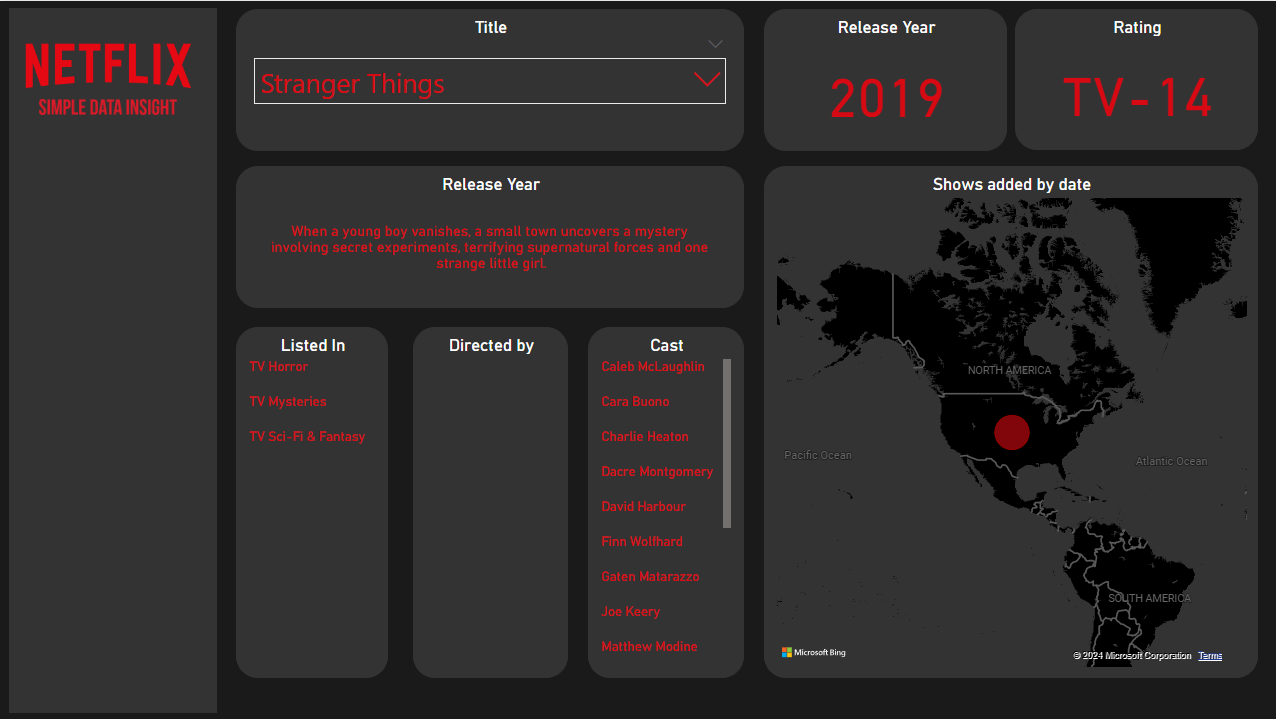 NETFLIX
SIMPLE DATA INSIGHT
Title
Stranger Things
Release Year
2019
Rating
TV-14
Release Year
When a young boy vanishes, a small town uncovers a mystery
involving secret experiments, terrifying supernatural forces and one
strange little girl.
Listed In
TV Horror
TV Mysteries
TV Sci-Fi & Fantasy
Directed by
Cast
Caleb McLaughlin
Cara Buono
Charlie Heaton
Dacre Montgomery
David Harbour
Finn Wolfhard
Gaten Matarazzo
Joe Keery
Matthew Modine
Shows added by date
NORTH AMERICA
Pacific Ocean
Atlantic Ocean
SOUTH AMERICA
Microsoft Bing
© 2024 Microsoft Corporation Terms